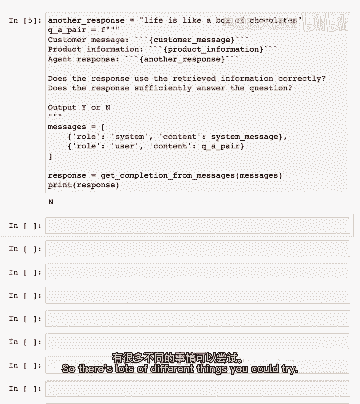 In [5]: another_response = "life is like a box of chocolates"
q_a_pair = f"""
Customer message: ```{customer_message}```
Product information: ```{product_information}```
Agent response: ```{another_response}```
Does the response use the retrieved information correctly?
Does the response sufficiently answer the question?
Output Y or N
"""
messages = [
{'role': 'system', 'content': system_message},
{'role': 'user', 'content': q_a_pair}
]
response = get_completion_from_messages(messages)
print(response)
N
In [ ]:
In [ ]:
In [ ]:
In [ ]:
In [ ]:
In [ ]:
有很多不同的事情可以尝试。
So there's lots of different things you could try.
In [ ]:
In [ ]: